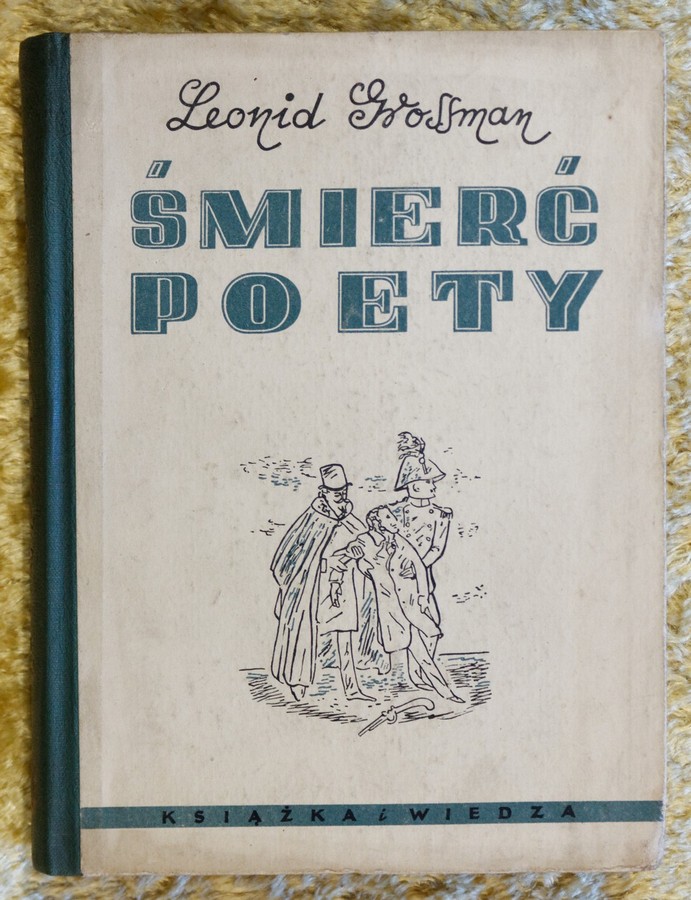 Leonid Grossman
ŚMIERĆ
POETY
KSIĄŻKA i WIEDZA